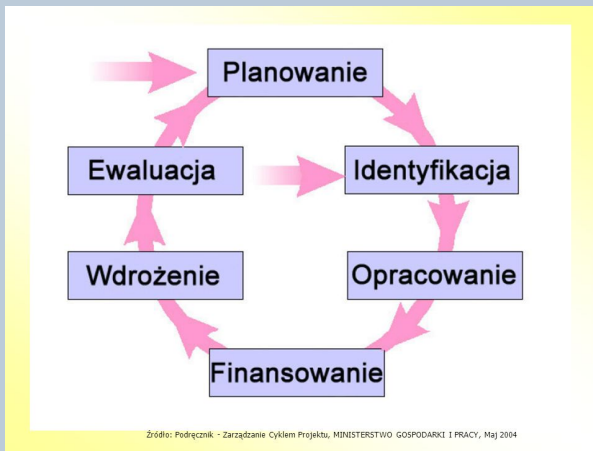 Planowanie
Ewaluacja
Identyfikacja
Wdrożenie
Opracowanie
Finansowanie
Źródło: Podręcznik - Zarządzanie Cyklem Projektu, MINISTERSTWO GOSPODARKI I PRACY, Maj 2004